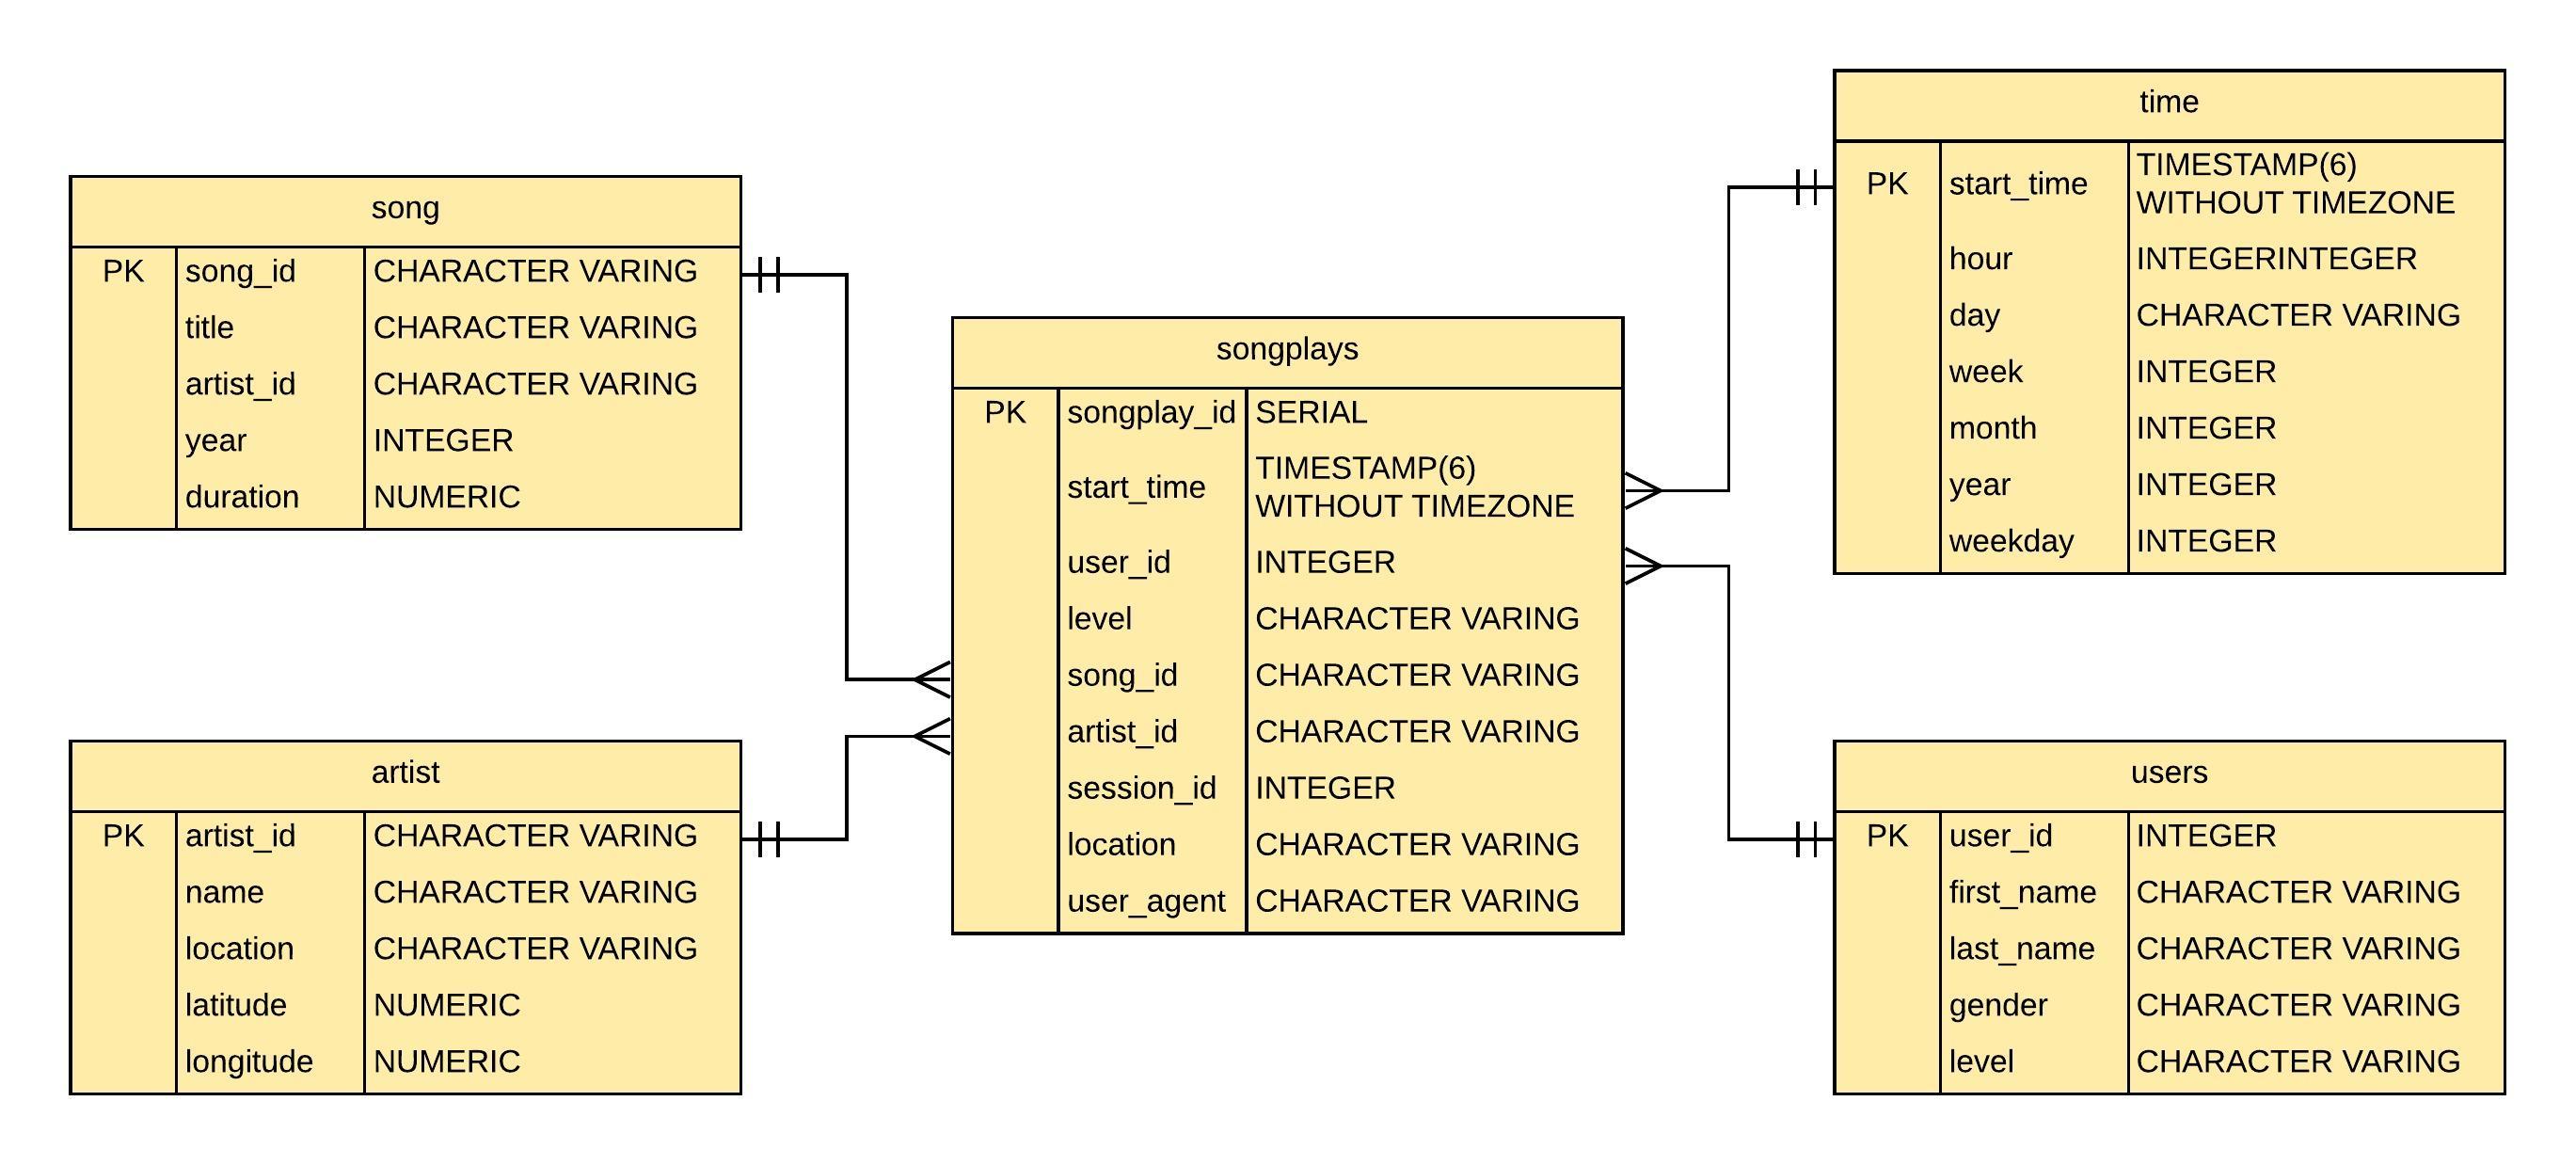 song
PK song_id CHARACTER VARING
title CHARACTER VARING
artist_id CHARACTER VARING
year INTEGER
duration NUMERIC
artist
PK artist_id CHARACTER VARING
name CHARACTER VARING
location CHARACTER VARING
latitude NUMERIC
longitude NUMERIC
songplays
PK songplay_id SERIAL
start_time TIMESTAMP(6)
WITHOUT TIMEZONE
user_id INTEGER
level CHARACTER VARING
song_id CHARACTER VARING
artist_id CHARACTER VARING
session_id INTEGER
location CHARACTER VARING
user_agent CHARACTER VARING
time
PK start_time TIMESTAMP(6)
WITHOUT TIMEZONE
hour INTEGERINTEGER
day CHARACTER VARING
week INTEGER
month INTEGER
year INTEGER
weekday INTEGER
users
PK user_id INTEGER
first_name CHARACTER VARING
last_name CHARACTER VARING
gender CHARACTER VARING
level CHARACTER VARING